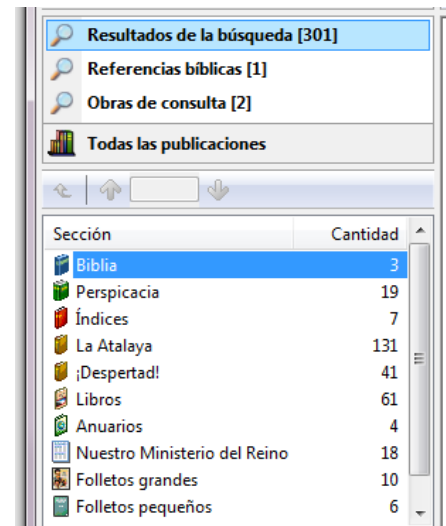 Resultados de la búsqueda [301]
Referencias bíblicas [1]
Obras de consulta [2]
Todas las publicaciones
Sección Cantidad
Biblia 3
Perspicacia 19
Índices 7
La Atalaya 131
¡Despertad! 41
Libros 61
Anuarios 4
Nuestro Ministerio del Reino 18
Folletos grandes 10
Folletos pequeños 6